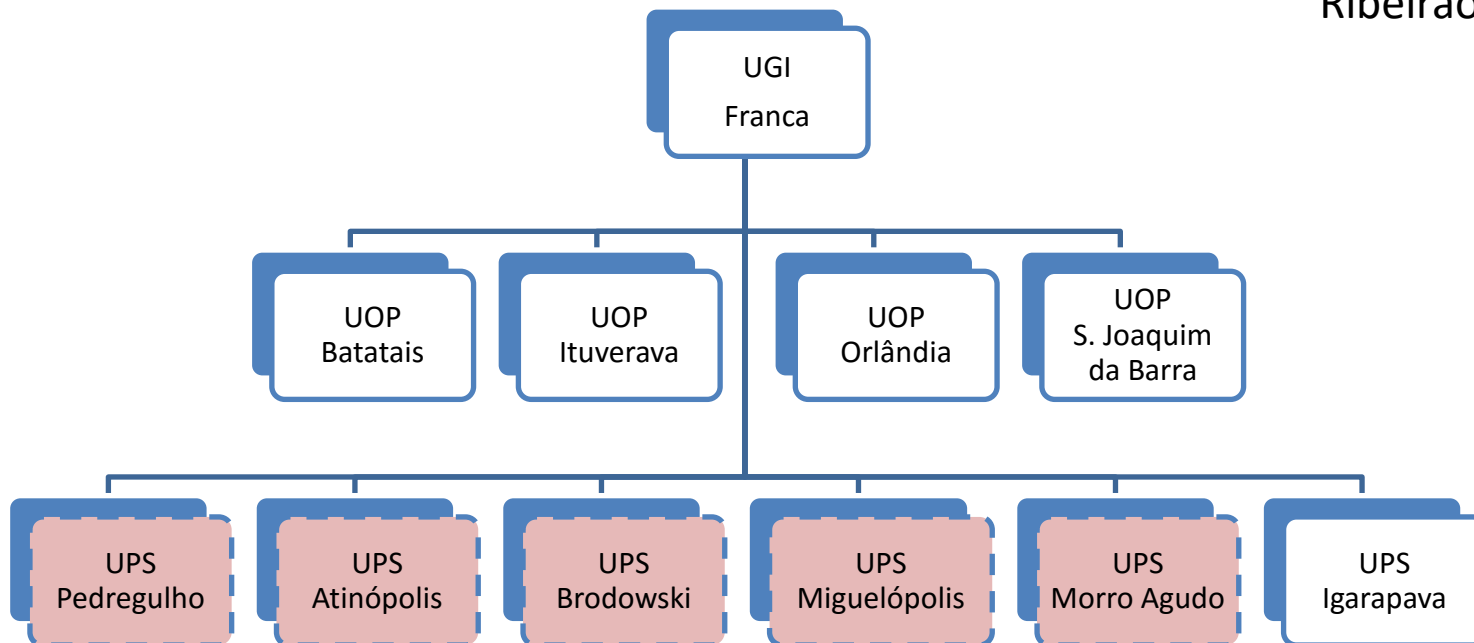 Ribeirão
UGI
Franca
UOP
Batatais
UOP
Ituverava
UOP
Orlândia
UOP
S. Joaquim
da Barra
UPS
Pedregulho
UPS
Atinópolis
UPS
Brodowski
UPS
Miguelópolis
UPS
Morro Agudo
UPS
Igarapava